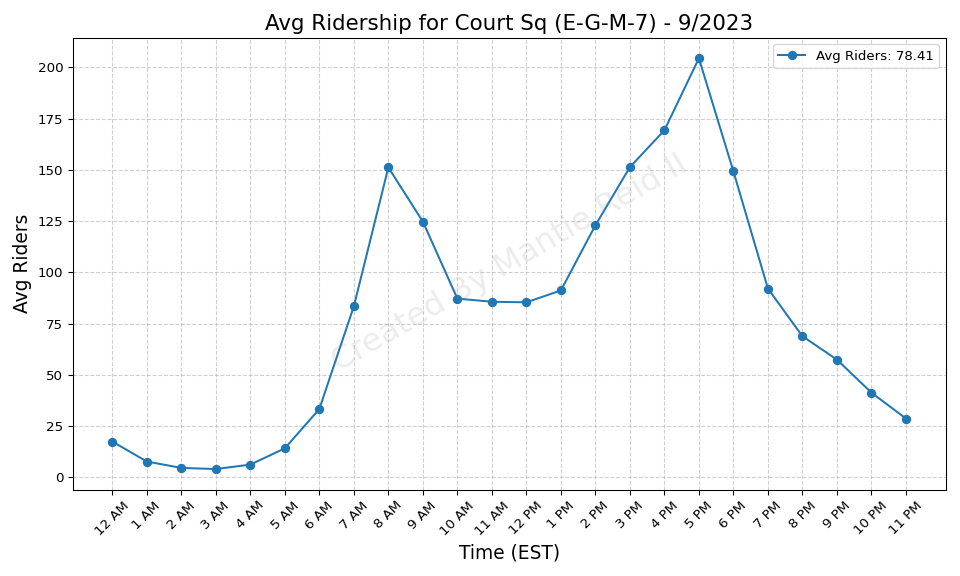 Avg Ridership for Court Sq (E-G-M-7) - 9/2023
Avg Riders: 78.41
Avg Riders
200
175
150
125
100
75
50
25
0
Created By Mantle Reid II
12 AM
1 AM
2 AM
3 AM
4 AM
5 AM
6 AM
7 AM
8 AM
9 AM
10 AM
11 AM
12 PM
1 PM
2 PM
3 PM
4 PM
5 PM
6 PM
7 PM
8 PM
9 PM
10 PM
11 PM
Time (EST)